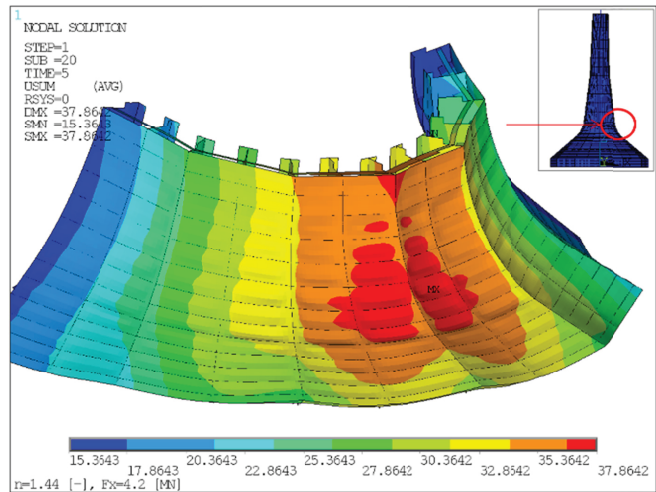 1
NODAL SOLUTION
STEP=1
SUB =20
TIME=5
USUM (AVG)
RSYS=0
DMX =37.8642
SMN =15.3643
SMX =37.8642
MX
15.3643 20.3643 25.3643 30.3642 35.3642
17.8643 22.8643 27.8642 32.8642 37.8642
n=1.44 [-], Fx=4.2 [MN]